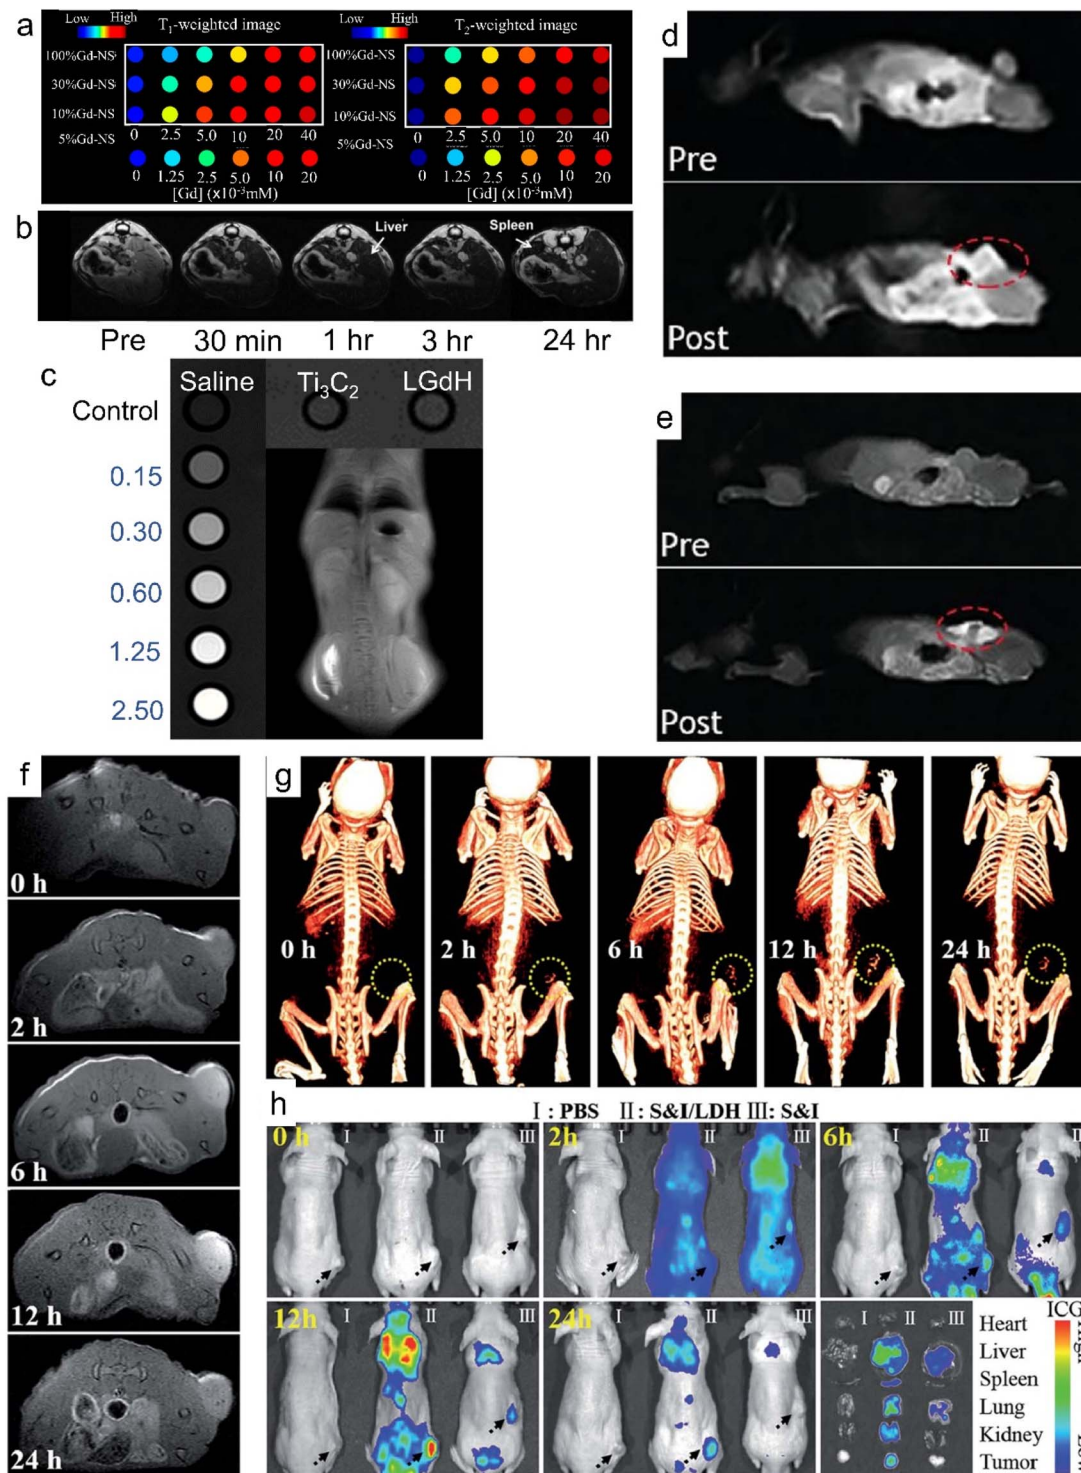 a
Low High T₁-weighted image
Low High T₂-weighted image
100%Gd-NS
30%Gd-NS
10%Gd-NS
0 2.5 5.0 10 20 40
5%Gd-NS
0 1.25 2.5 5.0 10 20
[Gd] (x10⁻³mM)
100%Gd-NS
30%Gd-NS
10%Gd-NS
0 2.5 5.0 10 20 40
5%Gd-NS
0 1.25 2.5 5.0 10 20
[Gd] (x10⁻³mM)
b
Liver
Spleen
Pre 30 min 1 hr 3 hr 24 hr
c
Saline Ti₃C₂ LGdH
Control
0.15
0.30
0.60
1.25
2.50
d
Pre
Post
e
Pre
Post
f
0 h
2 h
6 h
12 h
24 h
g
0 h 2 h 6 h 12 h 24 h
h
I : PBS II : S&I/LDH III: S&I
0 h I II III
2h I II III
6h I II II
12h I II III
24h I II III
I II III
Heart
Liver
Spleen
Lung
Kidney
Tumor
ICG
High